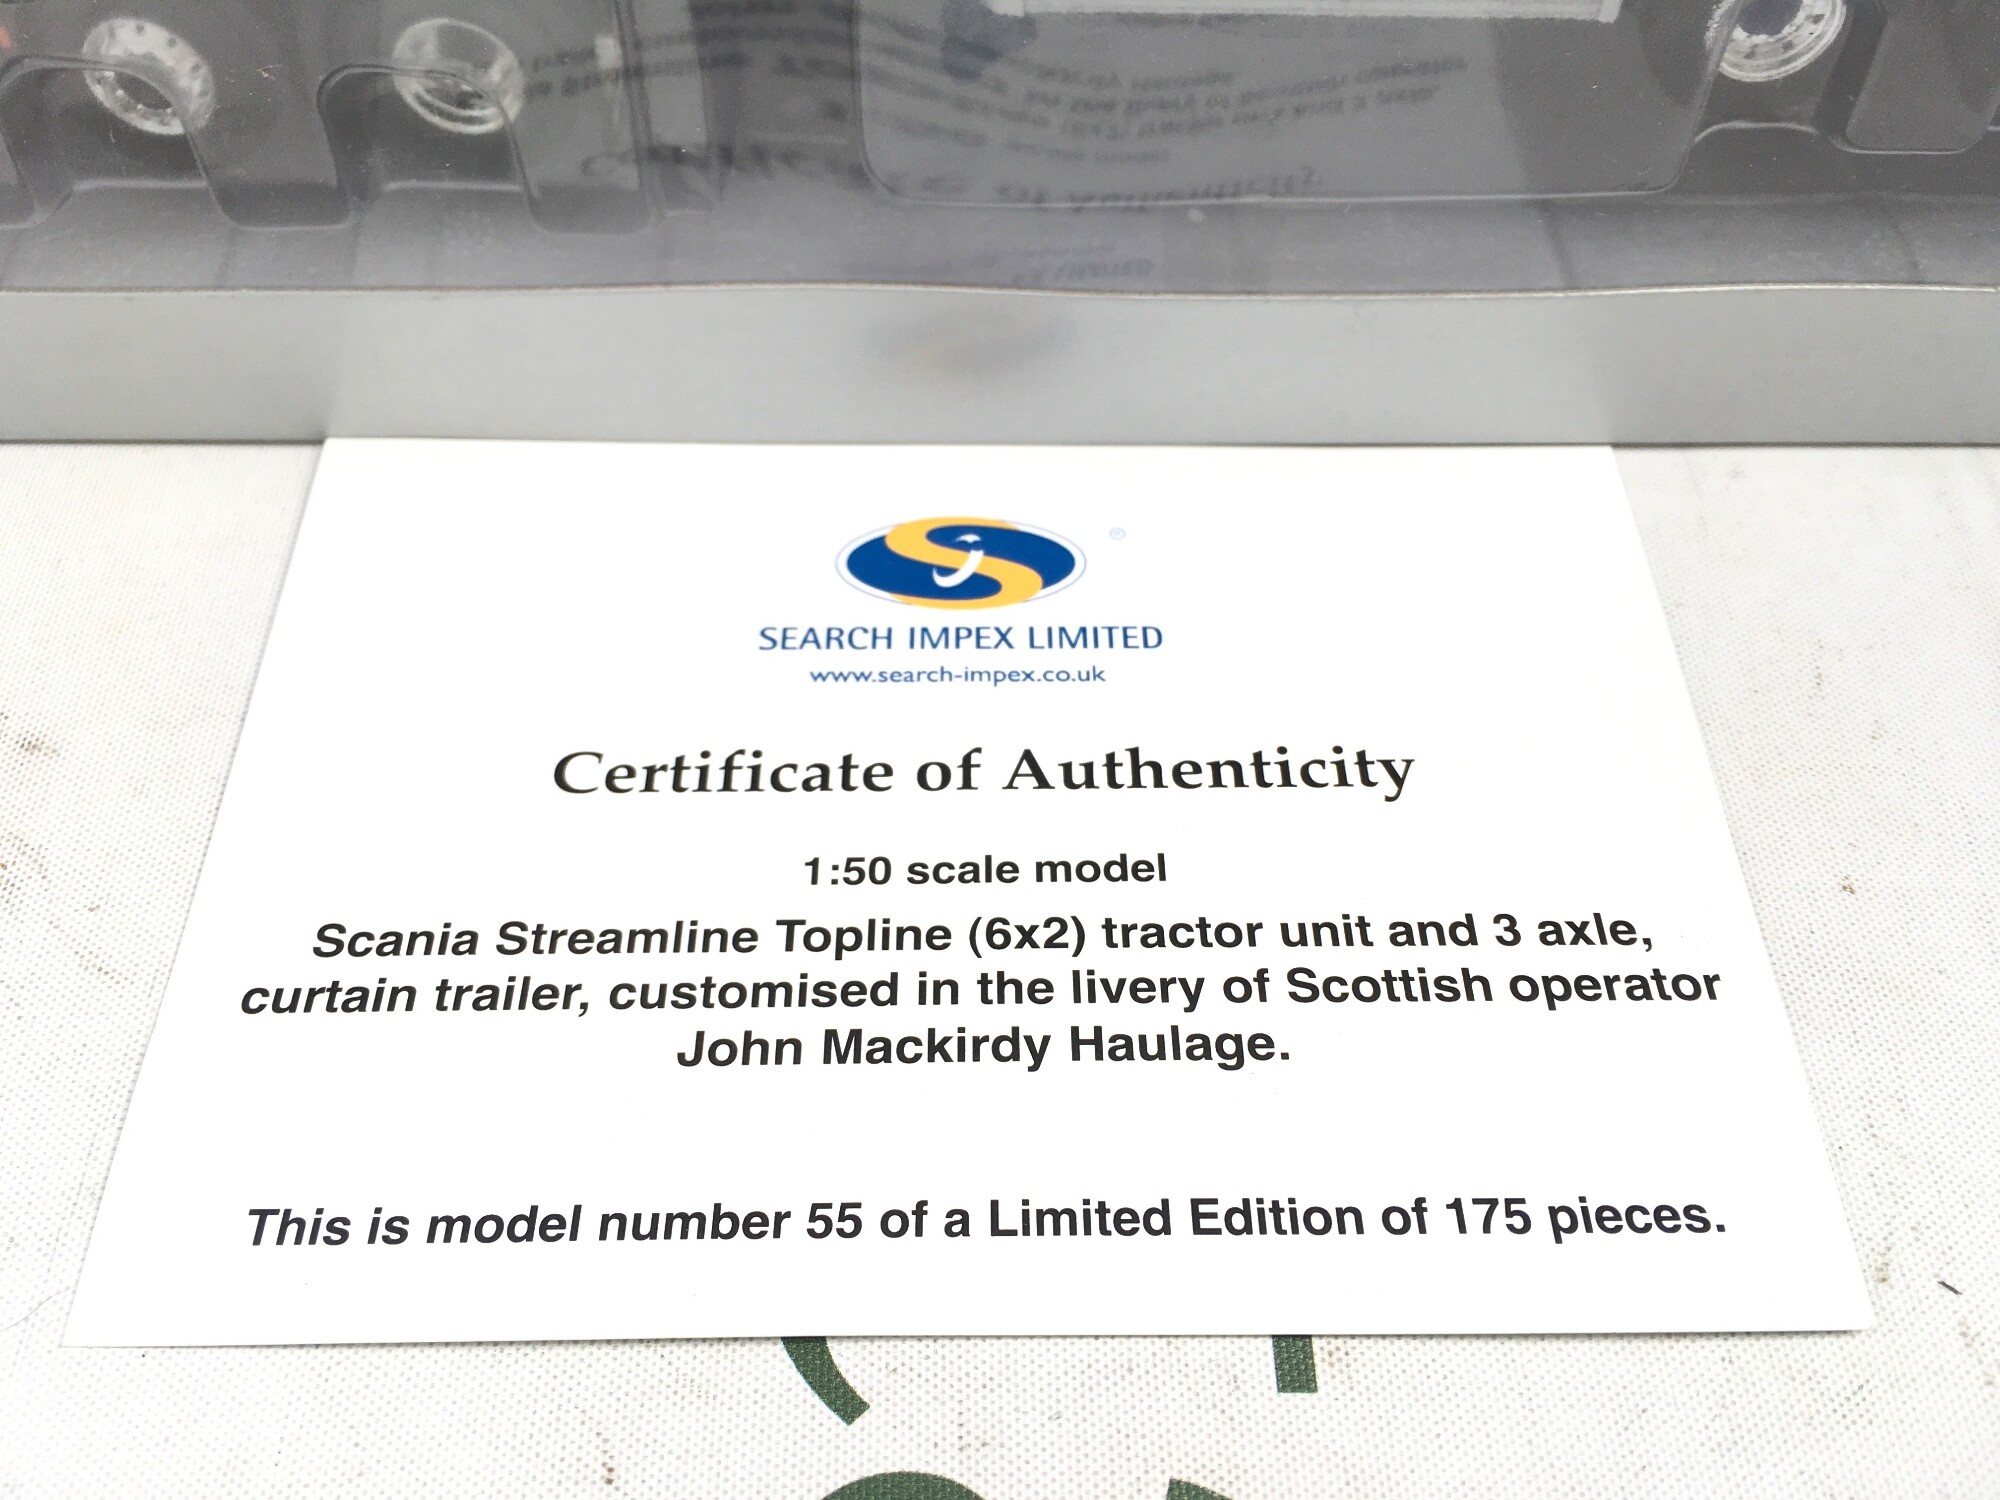 ®
SEARCH IMPEX LIMITED
www.search-impex.co.uk
Certificate of Authenticity
1:50 scale model
Scania Streamline Topline (6x2) tractor unit and 3 axle,
curtain trailer, customised in the livery of Scottish operator
John Mackirdy Haulage.
This is model number 55 of a Limited Edition of 175 pieces.